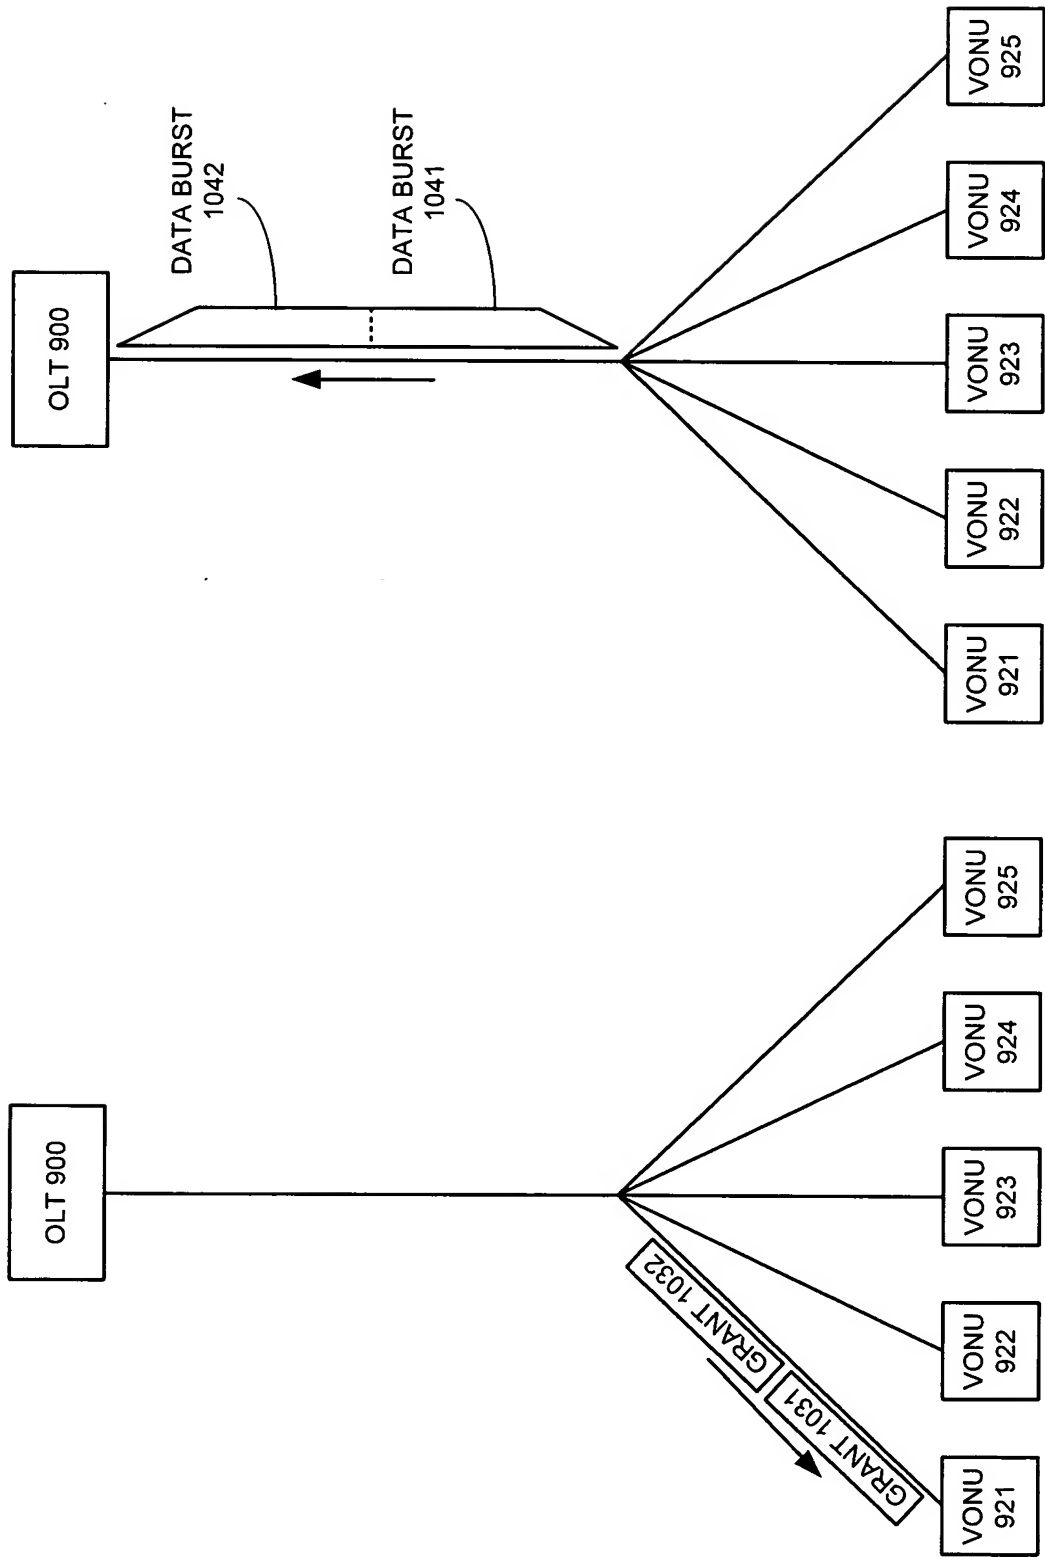 OLT 900
GRANT 1032
GRANT 1031
VONU
921
VONU
922
VONU
923
VONU
924
VONU
925
OLT 900
DATA BURST
1042
DATA BURST
1041
VONU
921
VONU
922
VONU
923
VONU
924
VONU
925